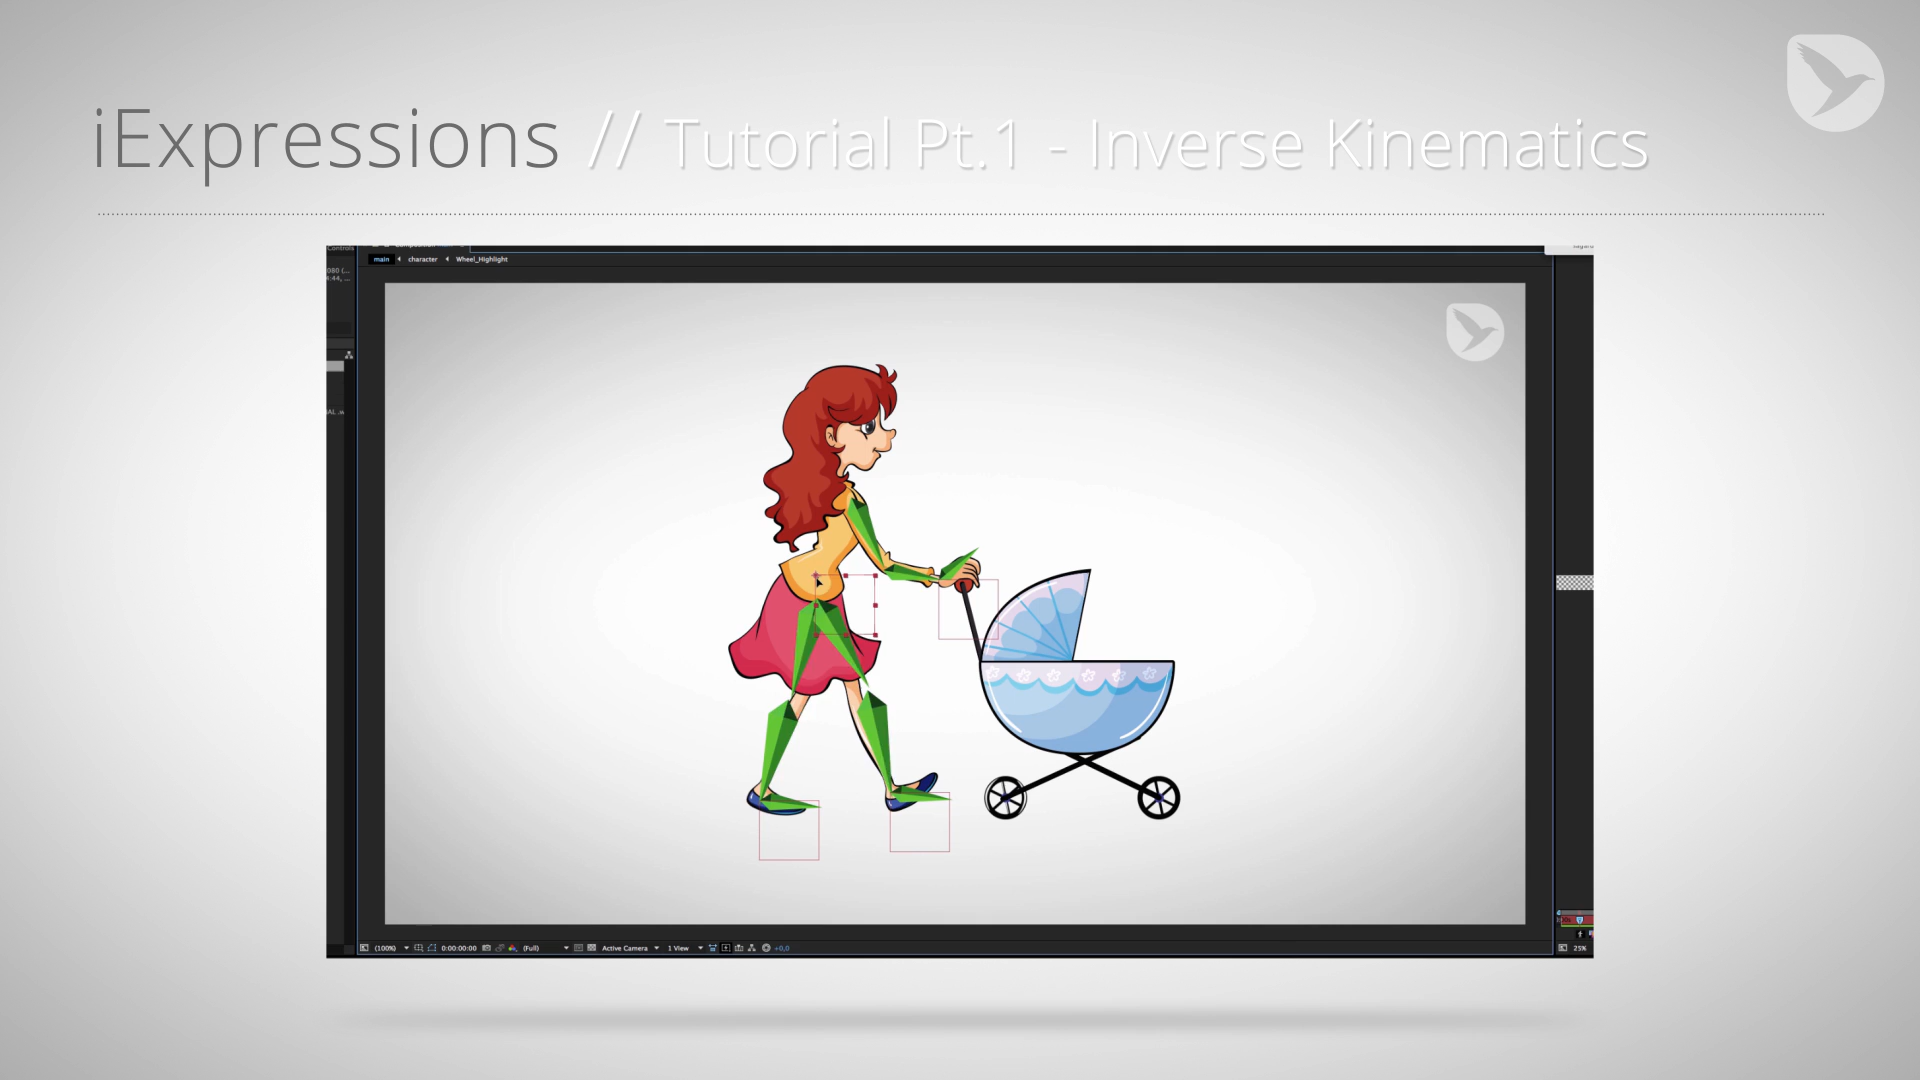 iExpressions // Tutorial Pt.1 - Inverse Kinematics
Controls
main character Wheel_Highlight
(100%) 0:00:00:00 (Full) Active Camera 1 View +0,0
25%